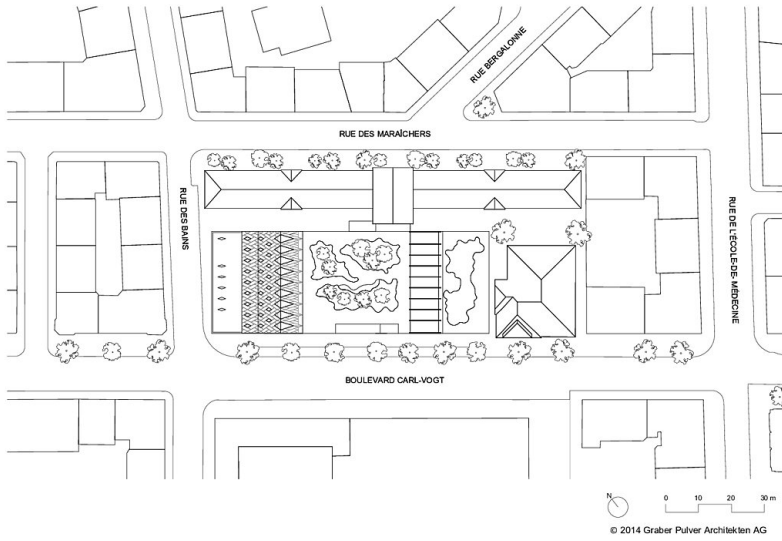 RUE BERGALONNE
RUE DES MARAÎCHERS
RUE DES BAINS
RUE DE L'ÉCOLE-DE-MÉDECINE
BOULEVARD CARL-VOGT
N
0 10 20 30 m
© 2014 Graber Pulver Architekten AG